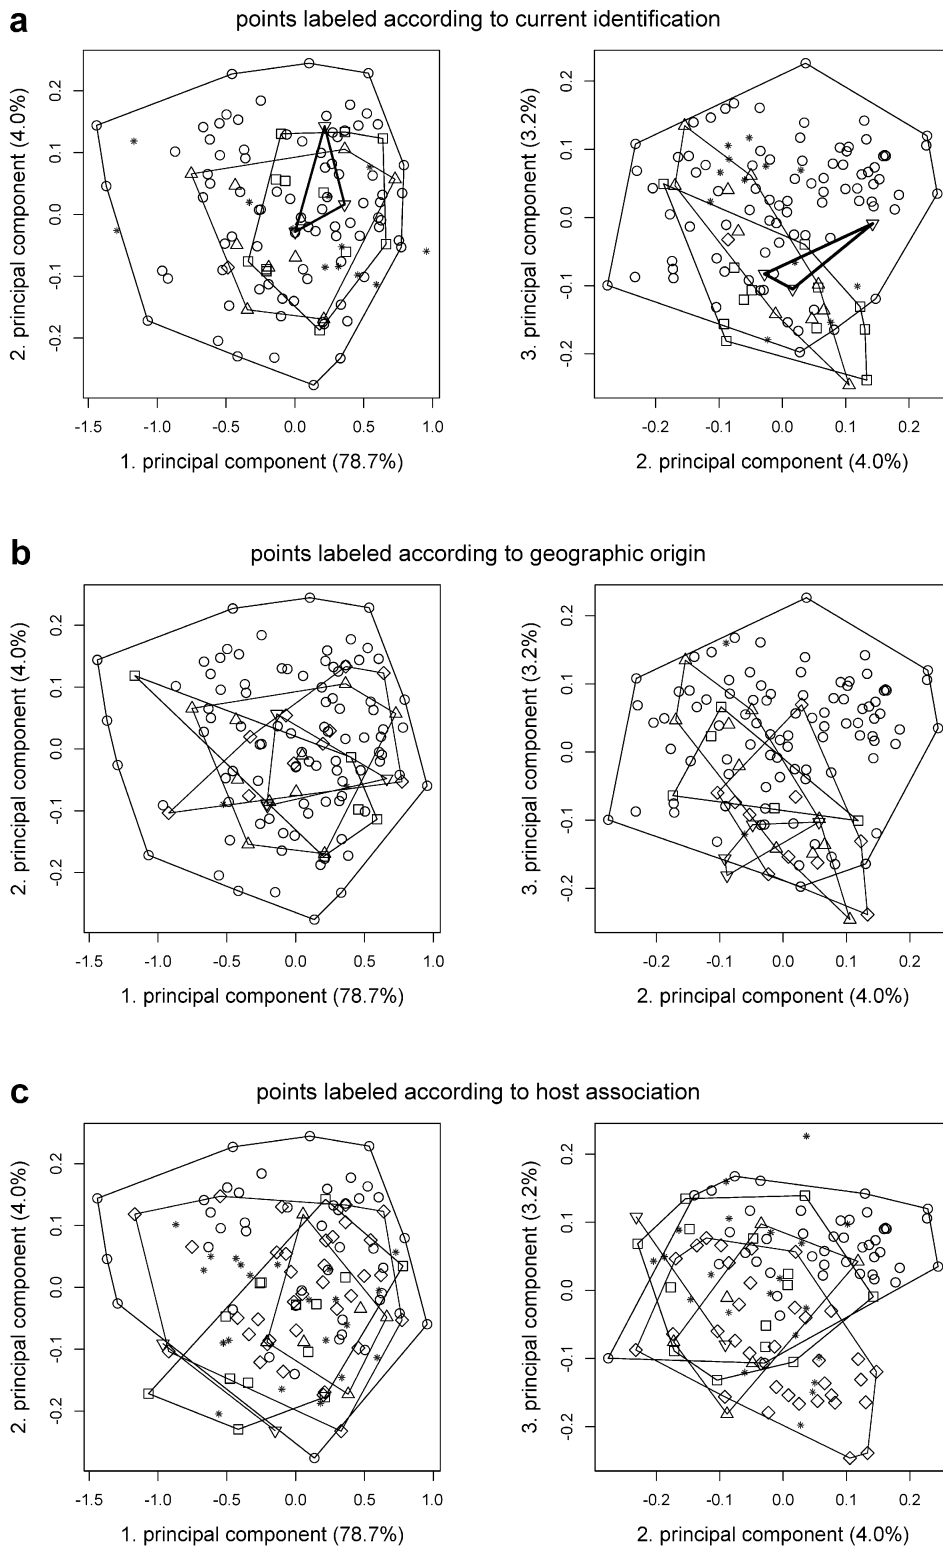 a
points labeled according to current identification
2. principal component (4.0%)
0.2
0.1
0.0
-0.1
-0.2
-1.5 -1.0 -0.5 0.0 0.5 1.0
1. principal component (78.7%)
3. principal component (3.2%)
0.2
0.1
0.0
-0.1
-0.2
-0.2 -0.1 0.0 0.1 0.2
2. principal component (4.0%)
b
points labeled according to geographic origin
2. principal component (4.0%)
0.2
0.1
0.0
-0.1
-0.2
-1.5 -1.0 -0.5 0.0 0.5 1.0
1. principal component (78.7%)
3. principal component (3.2%)
0.2
0.1
0.0
-0.1
-0.2
-0.2 -0.1 0.0 0.1 0.2
2. principal component (4.0%)
c
points labeled according to host association
2. principal component (4.0%)
0.2
0.1
0.0
-0.1
-0.2
-1.5 -1.0 -0.5 0.0 0.5 1.0
1. principal component (78.7%)
3. principal component (3.2%)
0.2
0.1
0.0
-0.1
-0.2
-0.2 -0.1 0.0 0.1 0.2
2. principal component (4.0%)